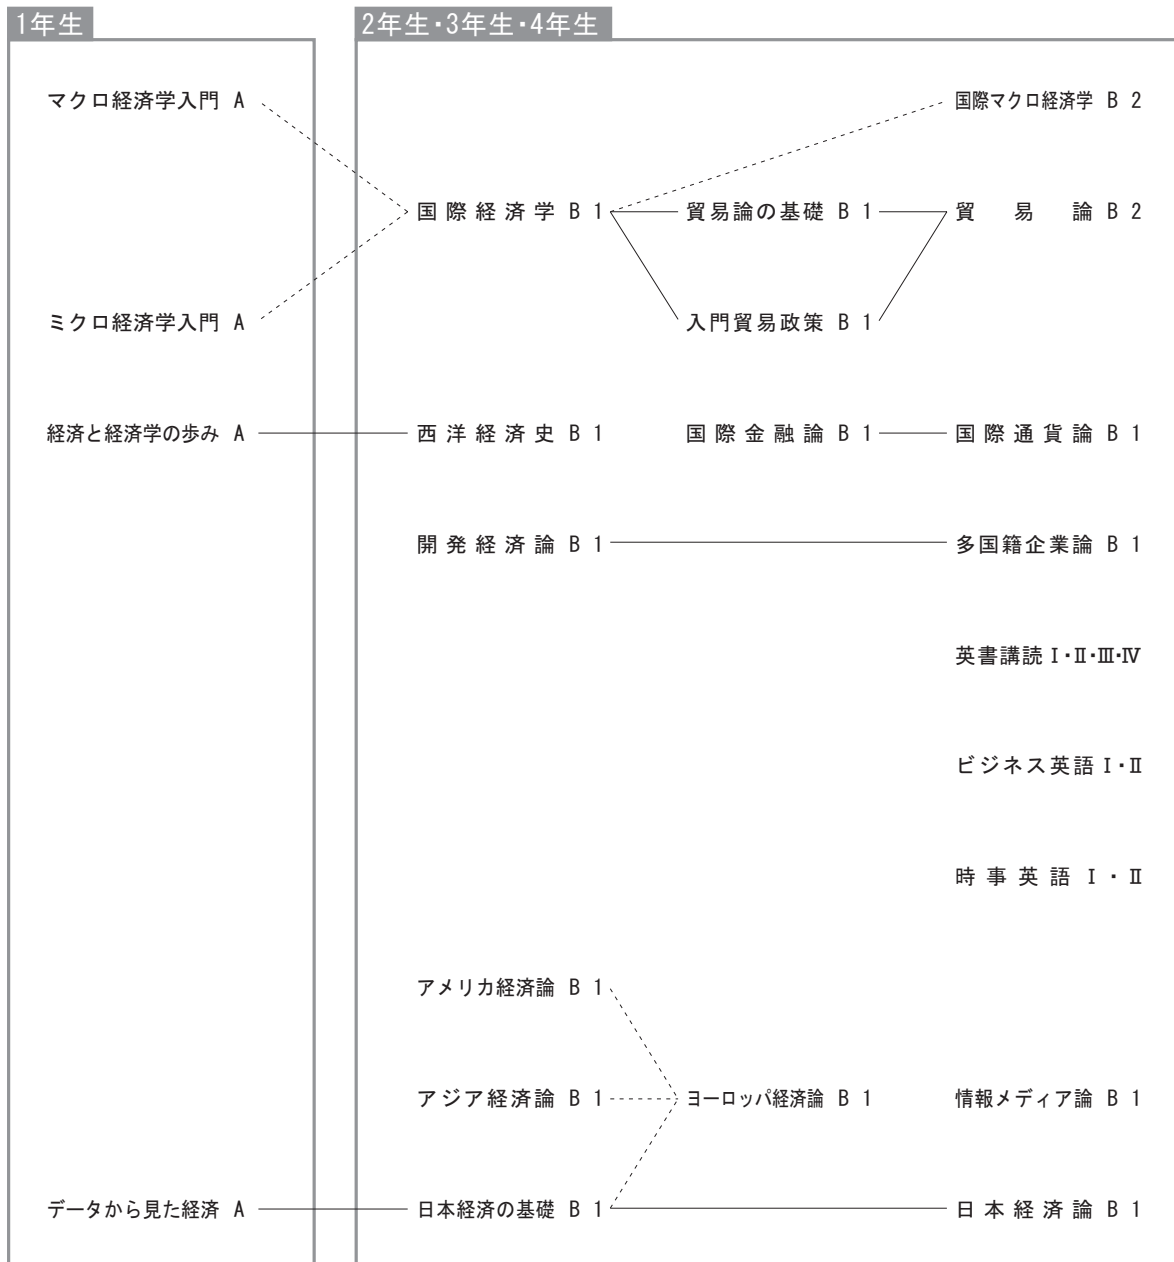 1年生 2年生・3年生・4年生
マクロ経済学入門 A 国際マクロ経済学 B 2
国際経済学 B 1 貿易論の基礎 B 1 貿易論 B 2
ミクロ経済学入門 A 入門貿易政策 B 1
経済と経済学の歩み A 西洋経済史 B 1 国際金融論 B 1 国際通貨論 B 1
開発経済論 B 1 多国籍企業論 B 1
英書講読 Ⅰ・Ⅱ・Ⅲ・Ⅳ
ビジネス英語 Ⅰ・Ⅱ
時事英語 Ⅰ・Ⅱ
アメリカ経済論 B 1
アジア経済論 B 1 ヨーロッパ経済論 B 1 情報メディア論 B 1
データから見た経済 A 日本経済の基礎 B 1 日本経済論 B 1